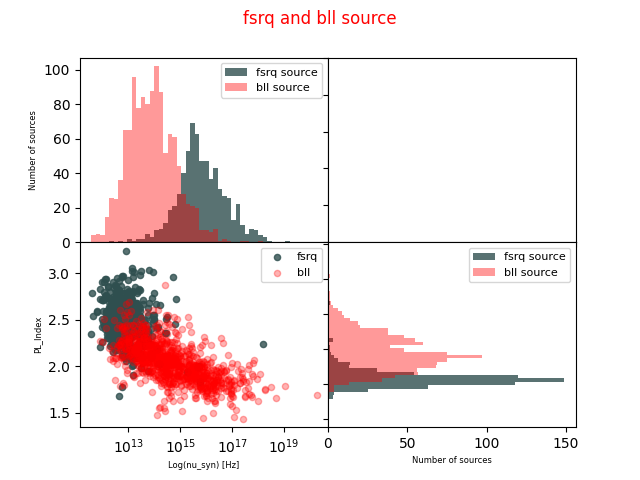 fsrq and bll source
100
80
60
40
20
0
Number of sources
fsrq source
bll source
3.0
2.5
2.0
1.5
PL_Index
fsrq
bll
10^13 10^15 10^17 10^19
Log(nu_syn) [Hz]
fsrq source
bll source
0 50 100 150
Number of sources